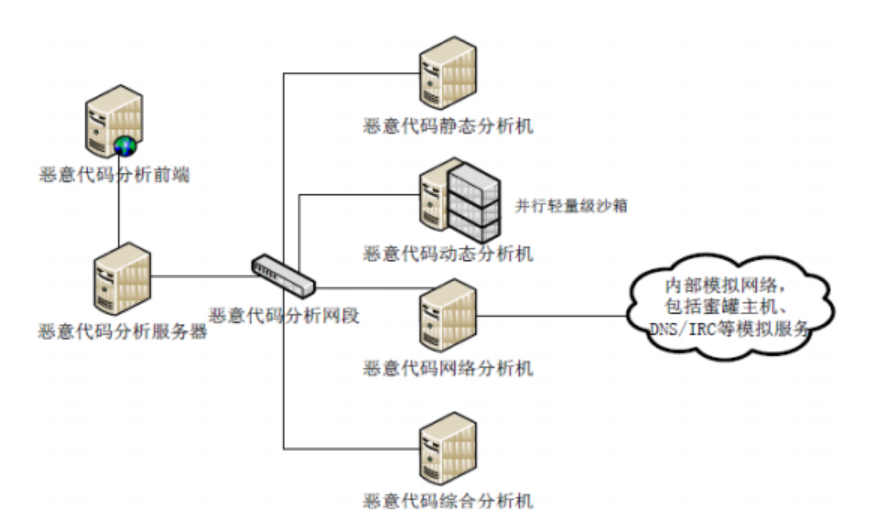 恶意代码静态分析机
恶意代码分析前端
并行轻量级沙箱
恶意代码动态分析机
内部模拟网络，
包括蜜罐主机、
DNS/IRC等模拟服务
恶意代码分析网段
恶意代码分析服务器
恶意代码网络分析机
恶意代码综合分析机